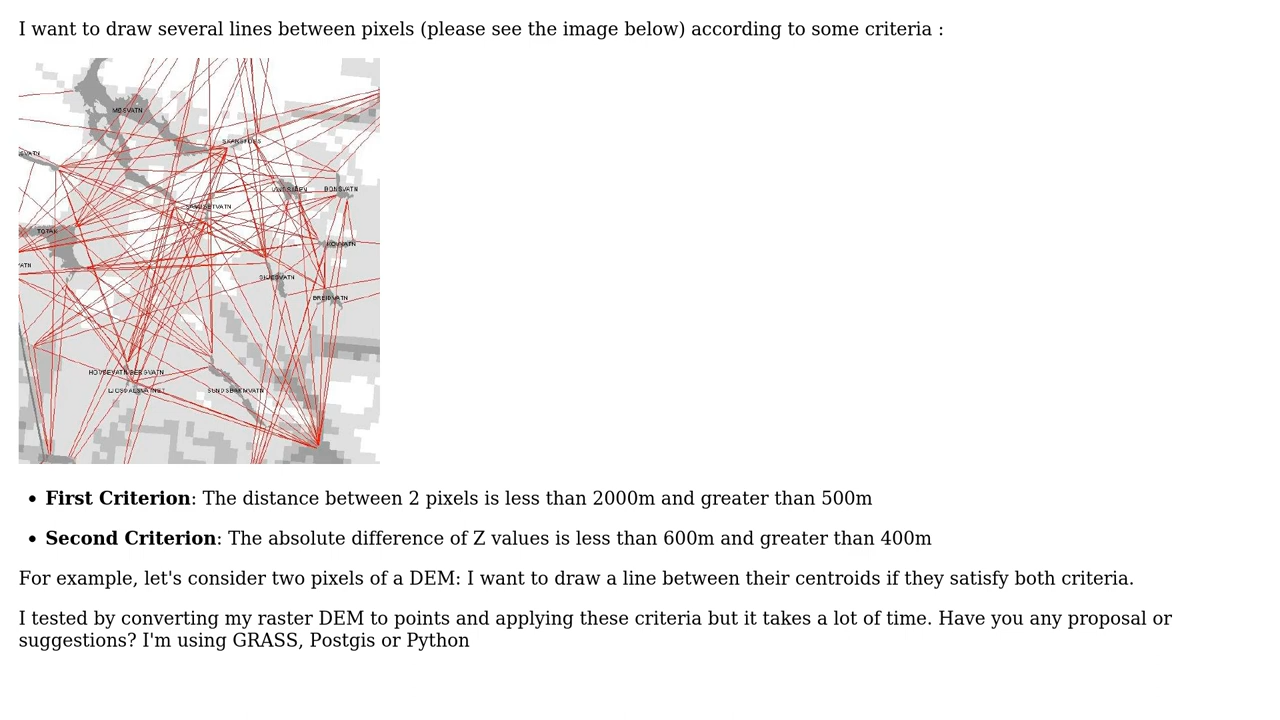 I want to draw several lines between pixels (please see the image below) according to some criteria :
MOSVATN
BONSVATN
TOTAK
BREIDVATN
• First Criterion: The distance between 2 pixels is less than 2000m and greater than 500m
• Second Criterion: The absolute difference of Z values is less than 600m and greater than 400m
For example, let's consider two pixels of a DEM: I want to draw a line between their centroids if they satisfy both criteria.
I tested by converting my raster DEM to points and applying these criteria but it takes a lot of time. Have you any proposal or
suggestions? I'm using GRASS, Postgis or Python